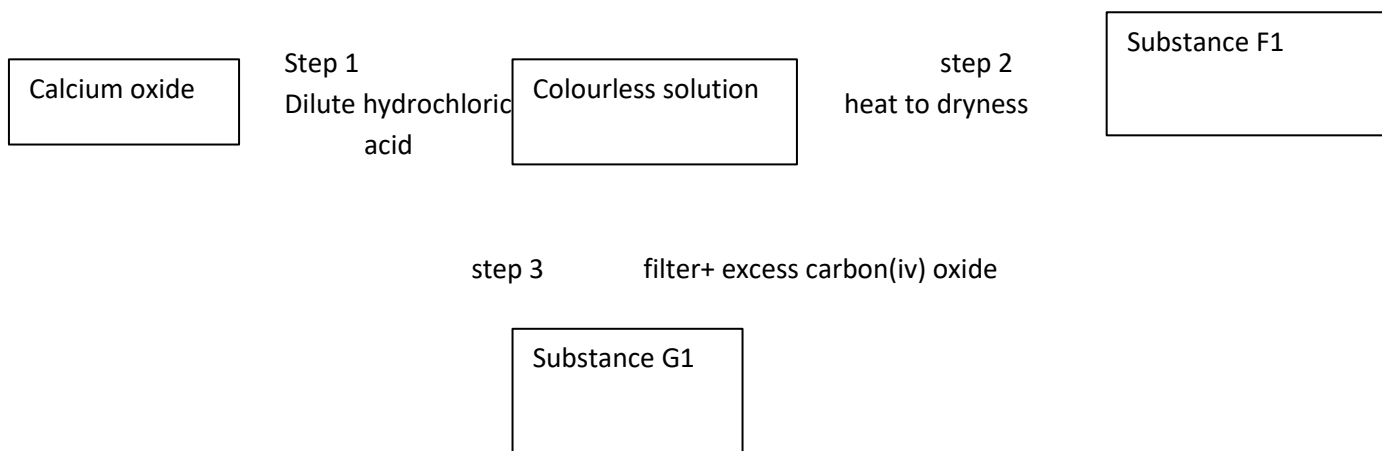 Calcium oxide
Step 1
Dilute hydrochloric
acid
Colourless solution
step 2
heat to dryness
Substance F1
step 3 filter+ excess carbon(iv) oxide
Substance G1